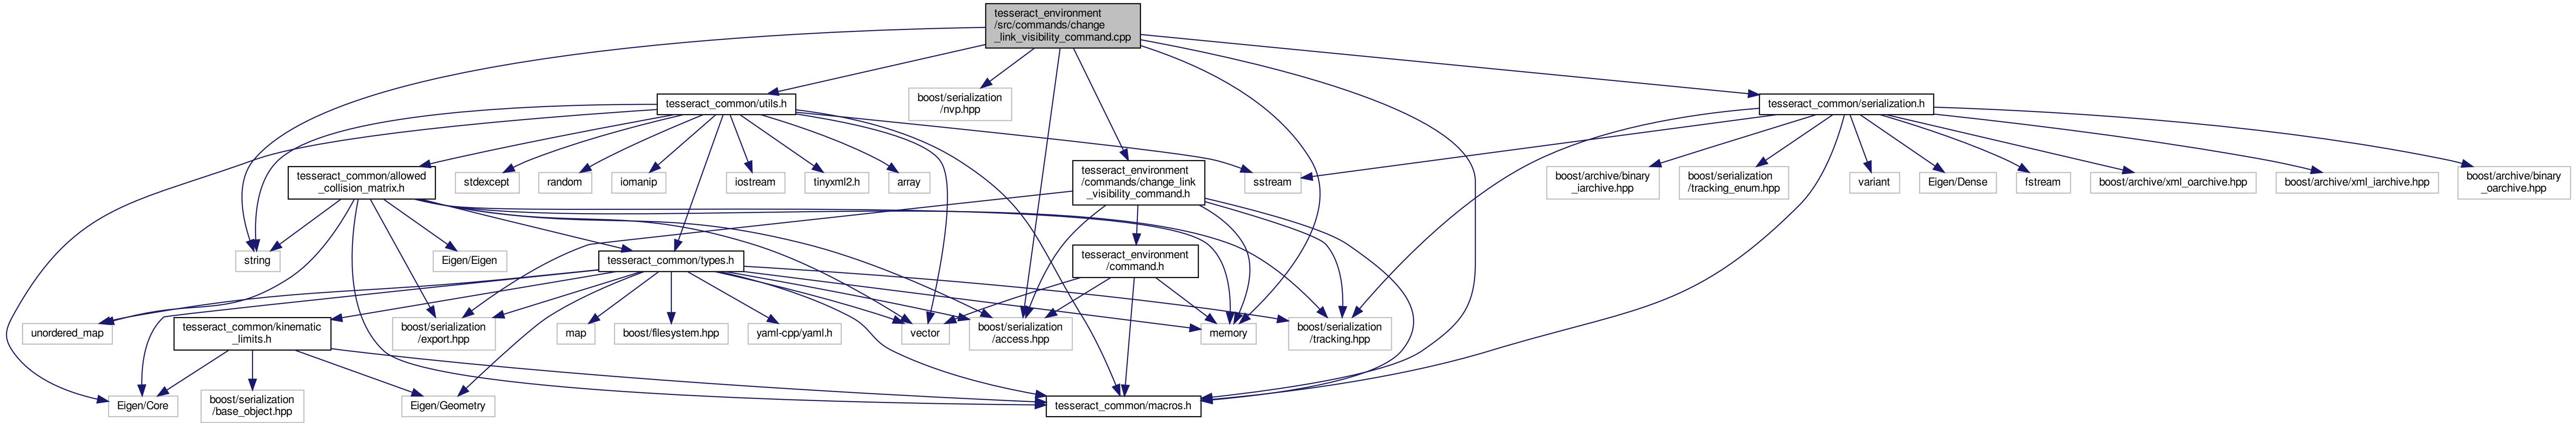 tesseract_environment
/src/commands/change
_link_visibility_command.cpp
tesseract_common/utils.h
boost/serialization
/nvp.hpp
tesseract_common/serialization.h
tesseract_common/allowed
_collision_matrix.h
stdexcept
random
iomanip
iostream
tinyxml2.h
array
tesseract_environment
/commands/change_link
_visibility_command.h
sstream
boost/archive/binary
_iarchive.hpp
boost/serialization
/tracking_enum.hpp
variant
Eigen/Dense
fstream
boost/archive/xml_oarchive.hpp
boost/archive/xml_iarchive.hpp
boost/archive/binary
_oarchive.hpp
string
Eigen/Eigen
tesseract_common/types.h
tesseract_environment
/command.h
unordered_map
tesseract_common/kinematic
_limits.h
boost/serialization
/export.hpp
map
boost/filesystem.hpp
yaml-cpp/yaml.h
vector
boost/serialization
/access.hpp
memory
boost/serialization
/tracking.hpp
Eigen/Core
boost/serialization
/base_object.hpp
Eigen/Geometry
tesseract_common/macros.h